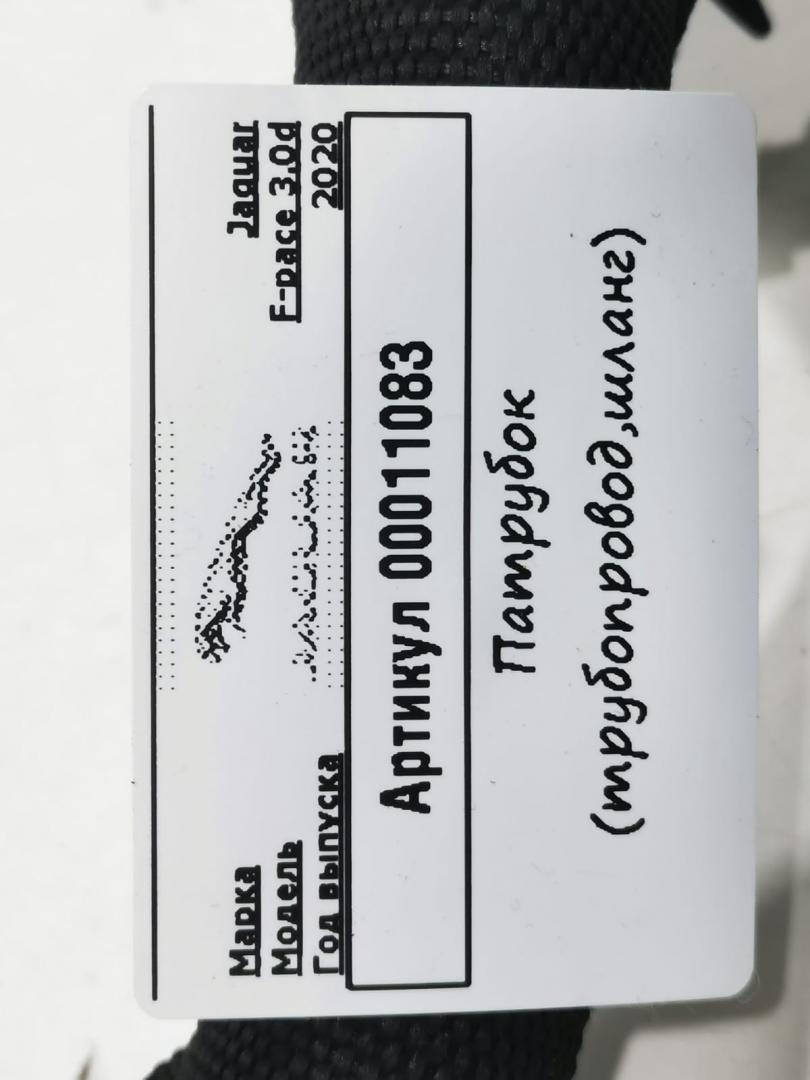 Марка Jaguar
Модель F-pace 3.0d
Год выпуска 2020
Артикул 00011083
Патрубок
(трубопровод,шланг)